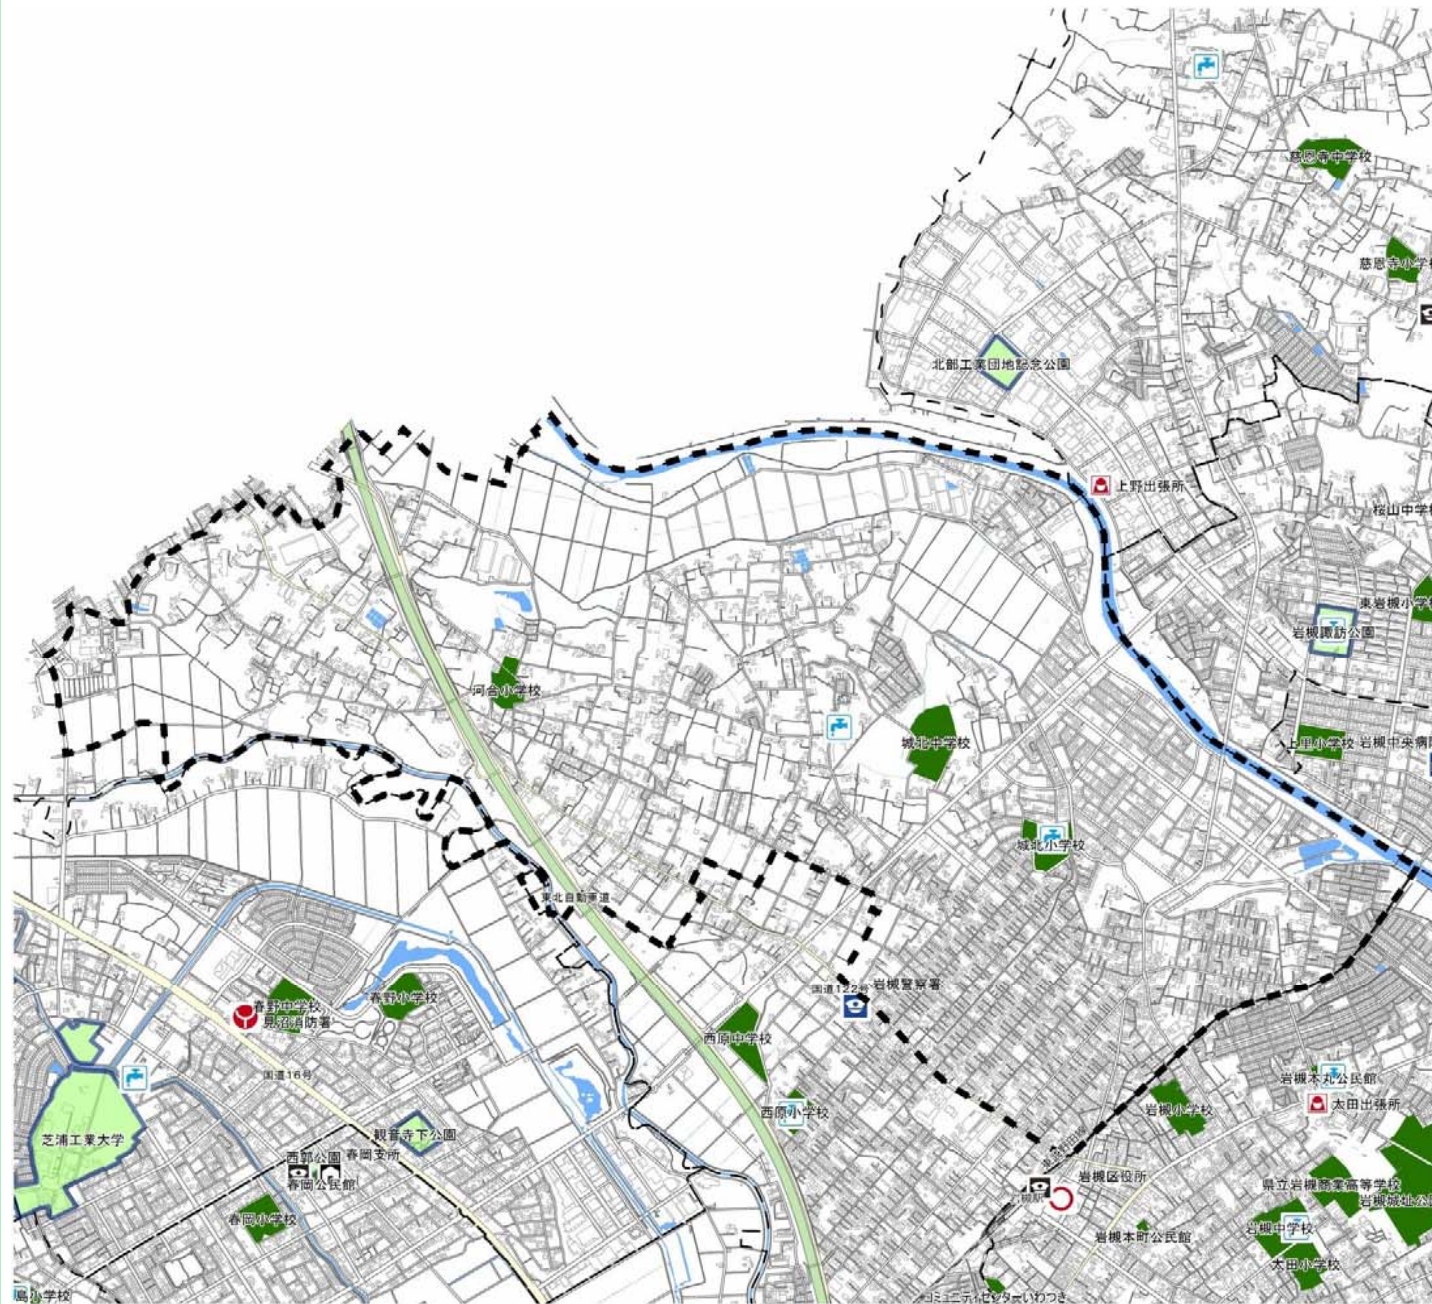 慈恩寺中学校
慈恩寺小学校
北部工業団地記念公園
上野出張所
桜山中学校
東岩槻小学校
岩槻諏訪公園
河合小学校
城北中学校
上里小学校
岩槻中央病院
城北小学校
東北自動車道
岩槻警察署
国道122号
春野中学校
春野小学校
見沼消防署
西原中学校
国道16号
岩槻本丸公民館
太田出張所
岩槻小学校
西原小学校
芝浦工業大学
観音寺下公園
西郭公園
春岡支所
春岡公民館
岩槻区役所
県立岩槻商業高等学校
岩槻城址公
春岡小学校
岩槻中学校
岩槻本町公民館
太田小学校
島小学校
コミュニティセンターいわつき